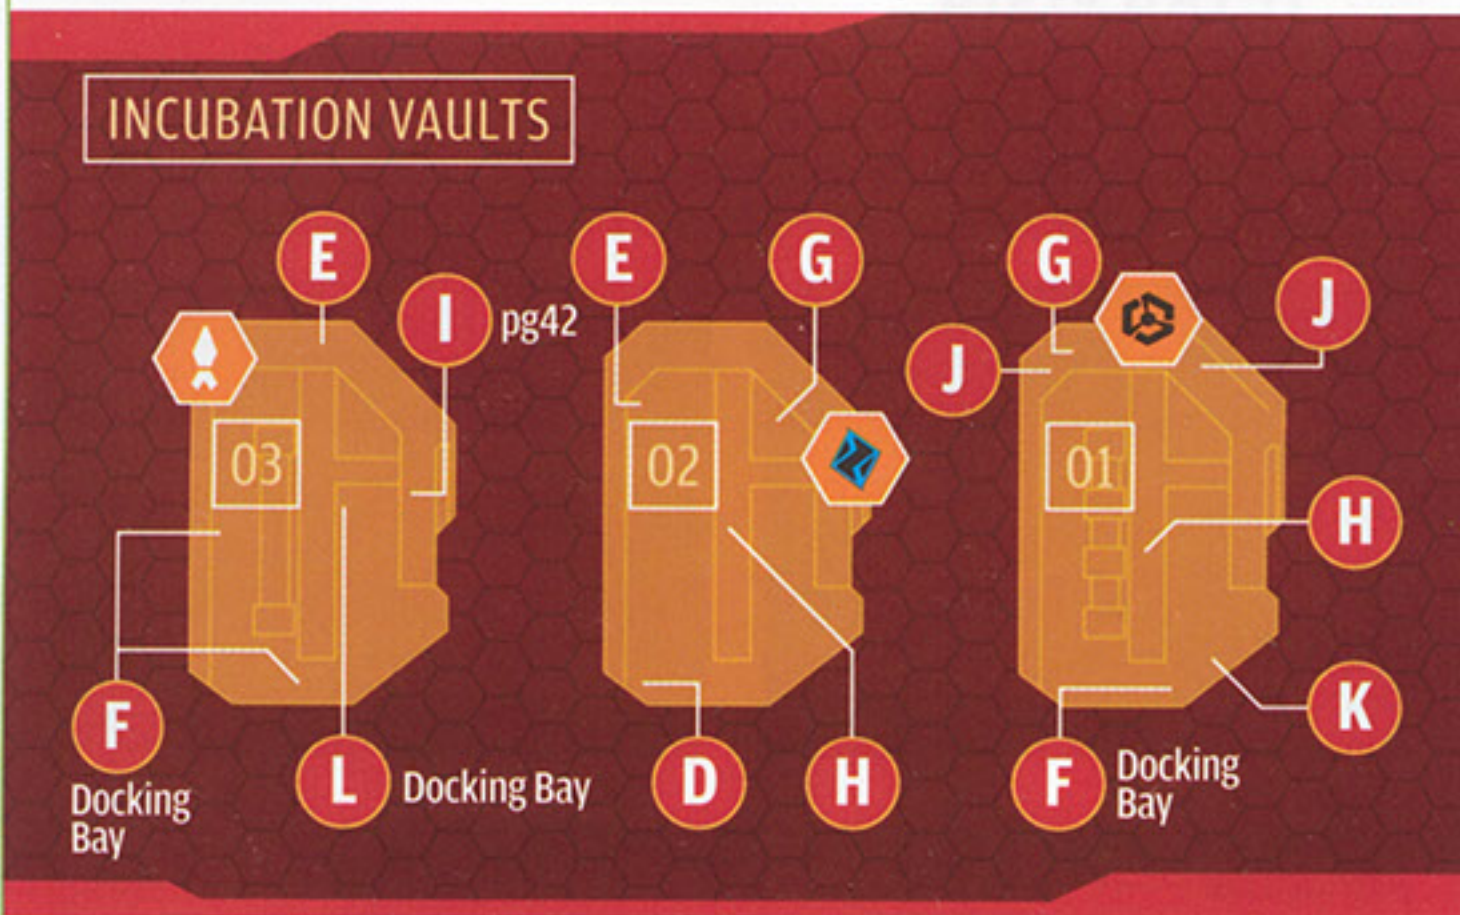 INCUBATION VAULTS
E
I pg42
E
G
G
J
J
03
02
01
H
F
Docking
Bay
L Docking Bay
D
H
F
Docking
Bay
K